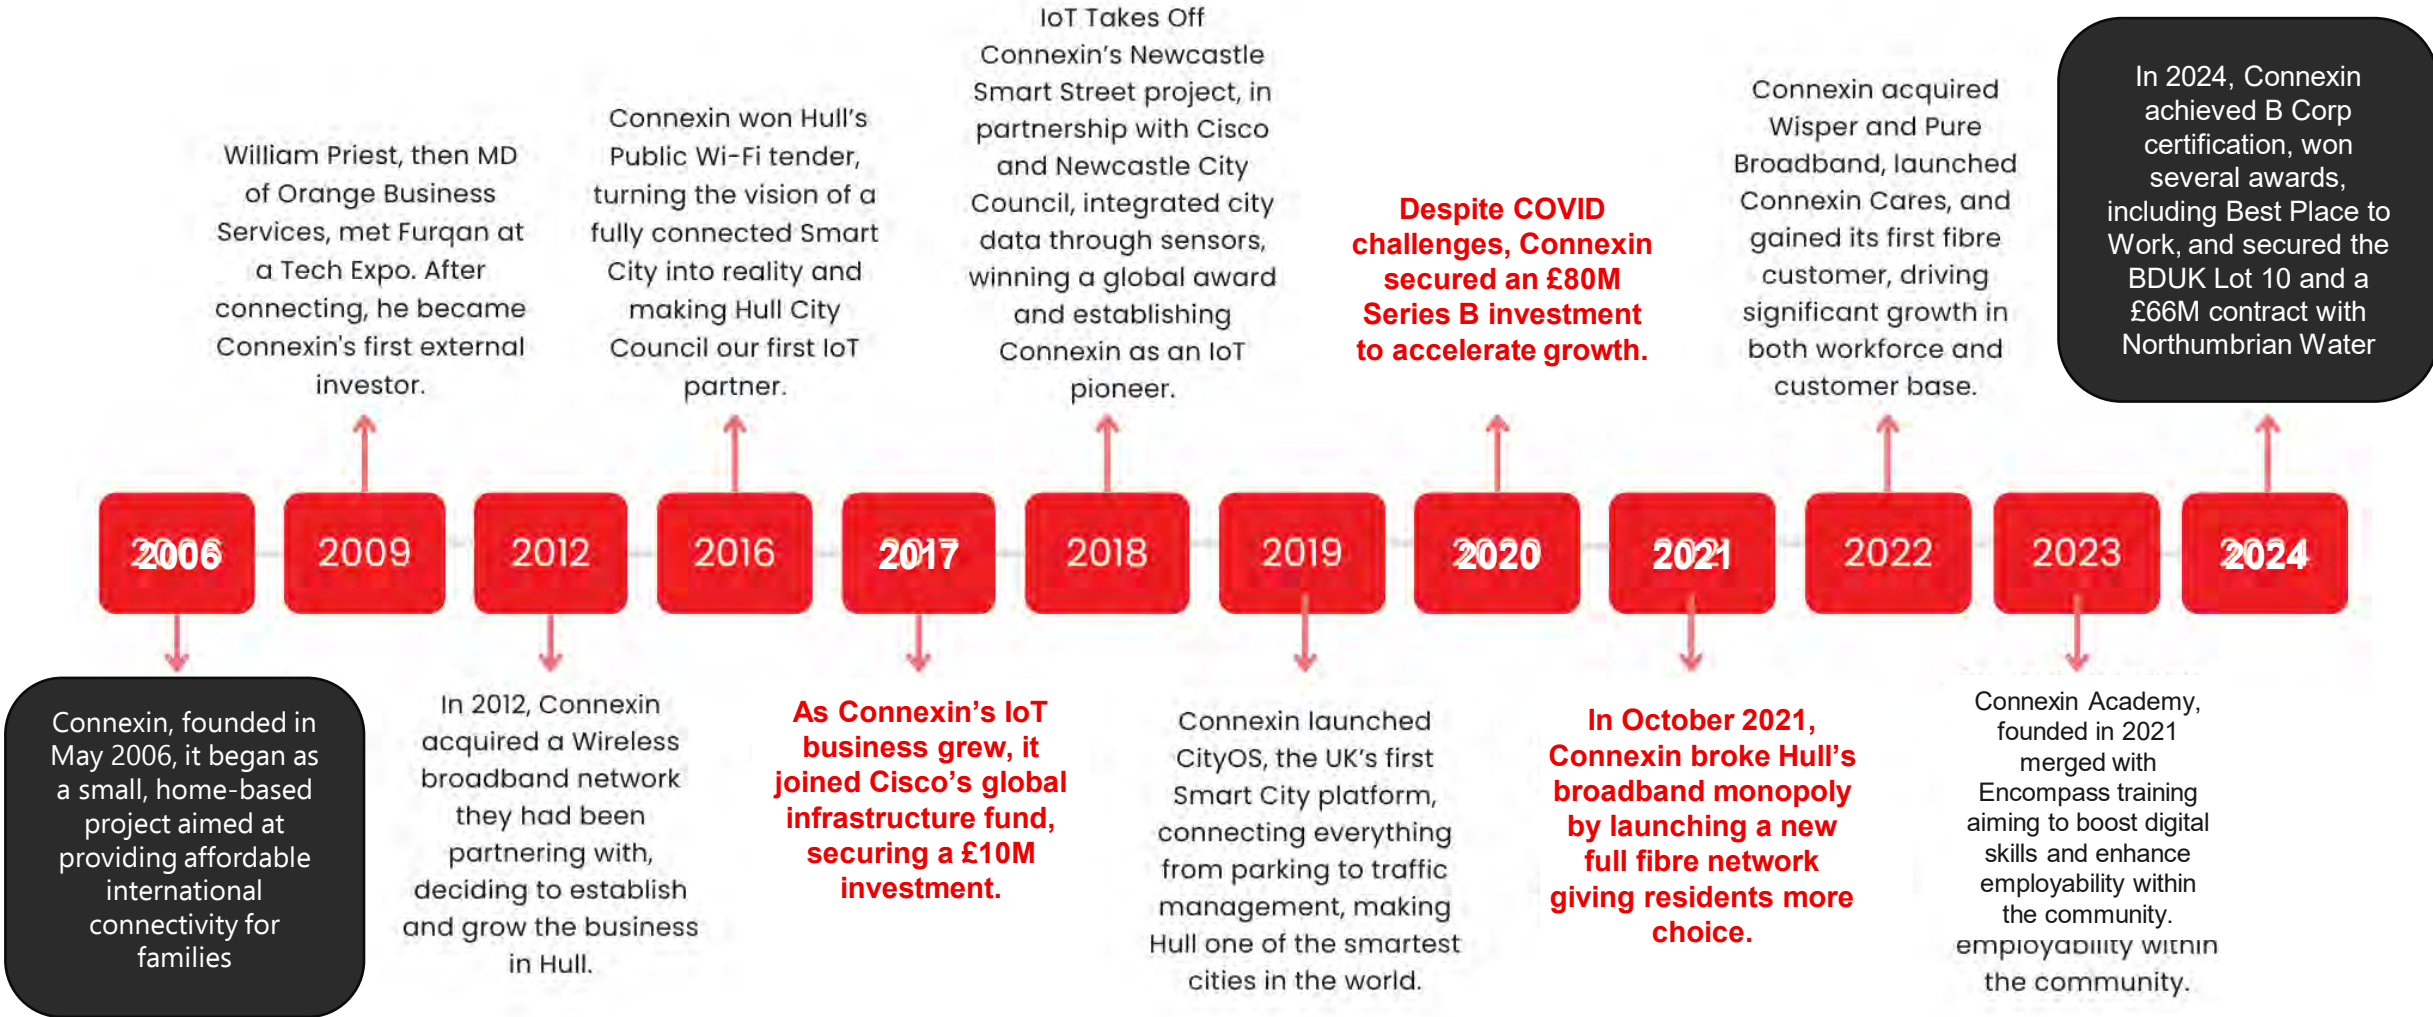 IoT Takes Off
Connexin's Newcastle
Smart Street project, in
partnership with Cisco
and Newcastle City
Council, integrated city
data through sensors,
winning a global award
and establishing
Connexin as an IoT
pioneer.
William Priest, then MD
of Orange Business
Services, met Furqan at
a Tech Expo. After
connecting, he became
Connexin's first external
investor.
Connexin won Hull's
Public Wi-Fi tender,
turning the vision of a
fully connected Smart
City into reality and
making Hull City
Council our first IoT
partner.
Despite COVID
challenges, Connexin
secured an £80M
Series B investment
to accelerate growth.
Connexin acquired
Wisper and Pure
Broadband, launched
Connexin Cares, and
gained its first fibre
customer, driving
significant growth in
both workforce and
customer base.
In 2024, Connexin
achieved B Corp
certification, won
several awards,
including Best Place to
Work, and secured the
BDUK Lot 10 and a
£66M contract with
Northumbrian Water
2006
2009
2012
2016
2017
2018
2019
2020
2021
2022
2023
2024
Connexin, founded in
May 2006, it began as
a small, home-based
project aimed at
providing affordable
international
connectivity for
families
In 2012, Connexin
acquired a Wireless
broadband network
they had been
partnering with,
deciding to establish
and grow the business
in Hull.
As Connexin's IoT
business grew, it
joined Cisco's global
infrastructure fund,
securing a £10M
investment.
Connexin launched
CityOS, the UK's first
Smart City platform,
connecting everything
from parking to traffic
management, making
Hull one of the smartest
cities in the world.
In October 2021,
Connexin broke Hull's
broadband monopoly
by launching a new
full fibre network
giving residents more
choice.
Connexin Academy,
founded in 2021
merged with
Encompass training
aiming to boost digital
skills and enhance
employability within
the community.
employability within
the community.